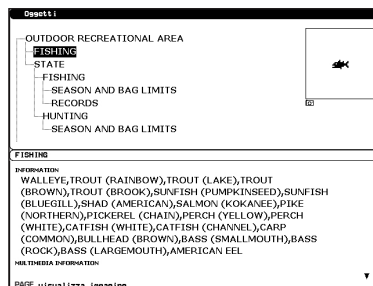 Oggetti
OUTDOOR RECREATIONAL AREA
FISHING
STATE
FISHING
SEASON AND BAG LIMITS
RECORDS
HUNTING
SEASON AND BAG LIMITS
FISHING
INFORMATION
WALLEYE,TROUT (RAINBOW),TROUT (LAKE),TROUT
(BROWN),TROUT (BROOK),SUNFISH (PUMPKINSEED),SUNFISH
(BLUEGILL),SHAD (AMERICAN),SALMON (KOKANEE),PIKE
(NORTHERN),PICKEREL (CHAIN),PERCH (YELLOW),PERCH
(WHITE),CATFISH (WHITE),CATFISH (CHANNEL),CARP
(COMMON),BULLHEAD (BROWN),BASS (SMALLMOUTH),BASS
(ROCK),BASS (LARGEMOUTH),AMERICAN EEL
MULTIMEDIA INFORMATION
PAGE visualizza immagine